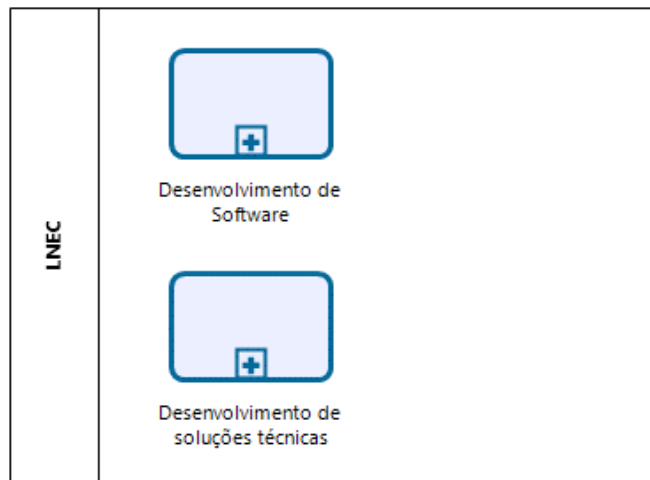 LNEC
Desenvolvimento de
Software
Desenvolvimento de
soluções técnicas